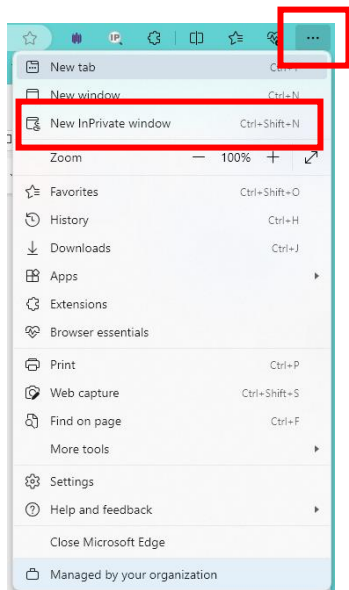 IP
New tab
New window Ctrl+N
New InPrivate window Ctrl+Shift+N
Zoom — 100% +
Favorites Ctrl+Shift+O
History Ctrl+H
Downloads Ctrl+J
Apps
Extensions
Browser essentials
Print Ctrl+P
Web capture Ctrl+Shift+S
Find on page Ctrl+F
More tools
Settings
Help and feedback
Close Microsoft Edge
Managed by your organization